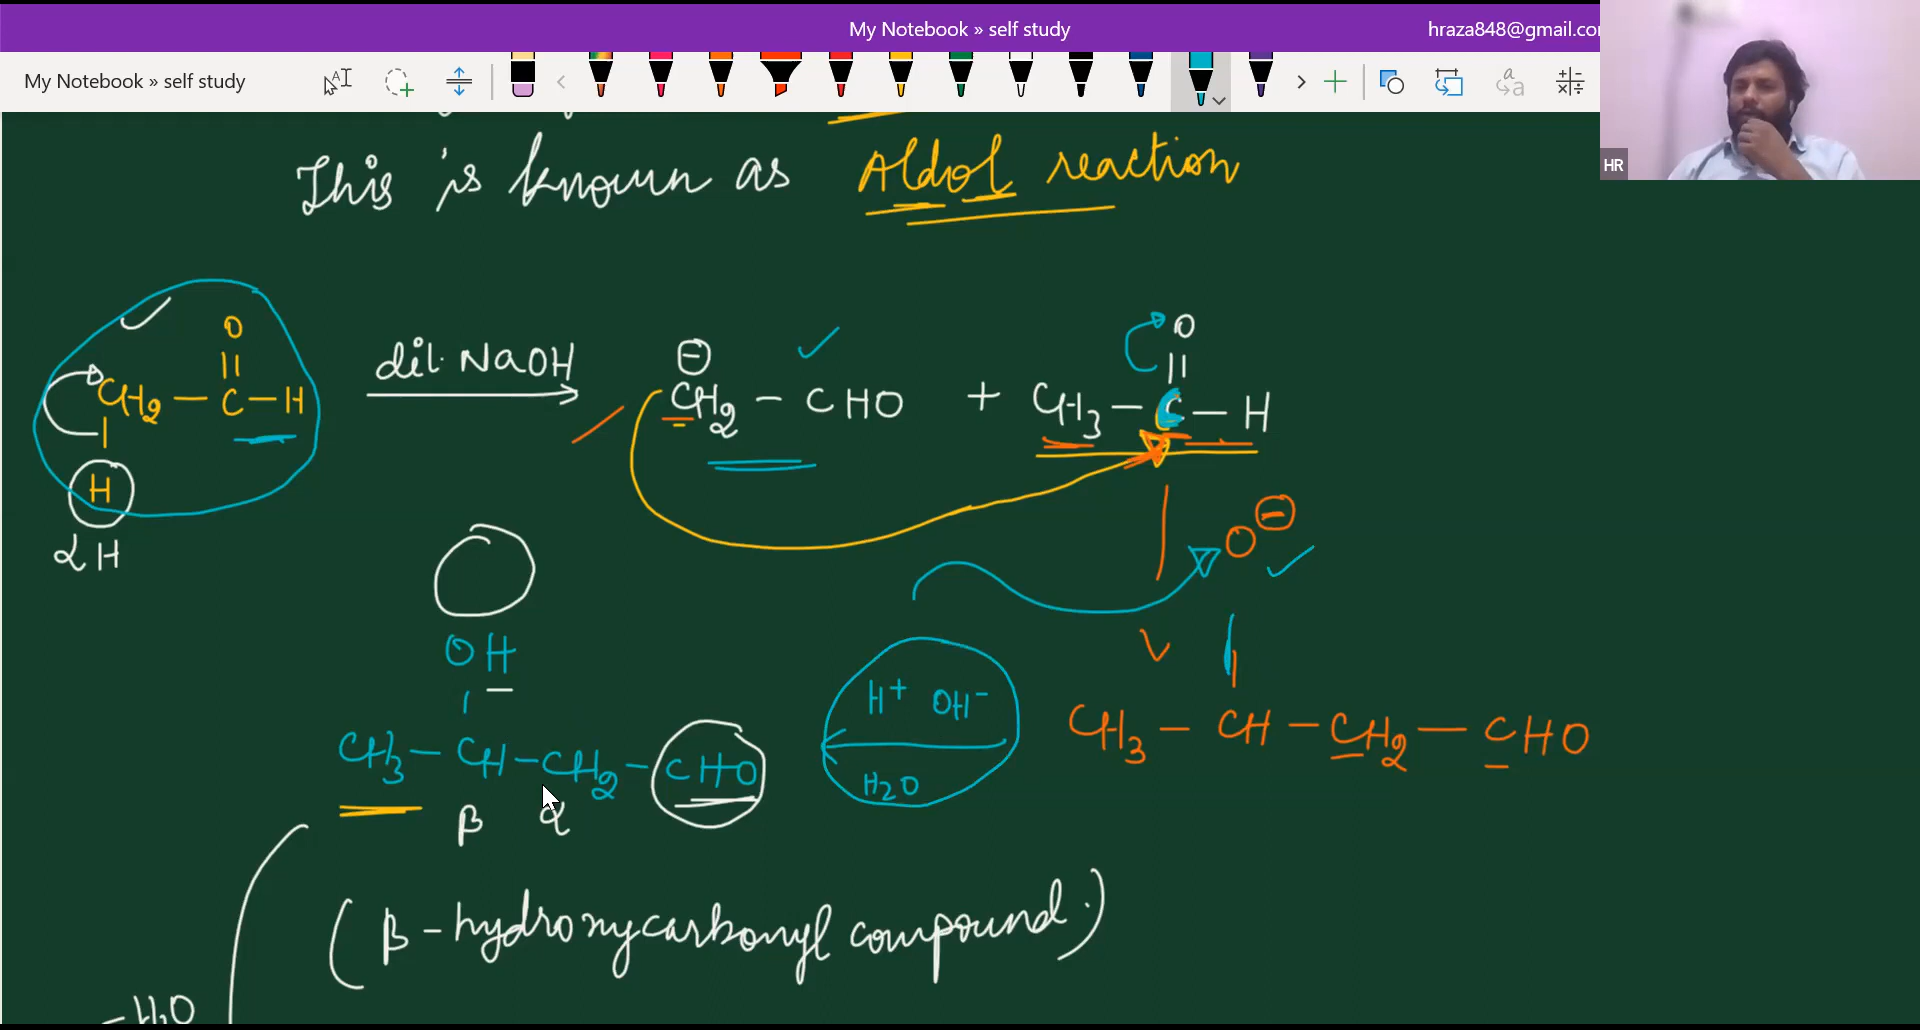 My Notebook » self study
hraza848@gmail.co
My Notebook » self study
HR
This is known as Aldol reaction
O
||
CH2 — C — H
|
H
αH
dil. NaOH
⊖
CH2 — CHO + CH3 — C — H
O
||
O ⊖
|
CH3 — CH — CH2 — CHO
H+ OH-
H2O
OH
|
CH3 — CH — CH2 — CHO
β α
(β-hydroxycarbonyl compound.)
-H2O